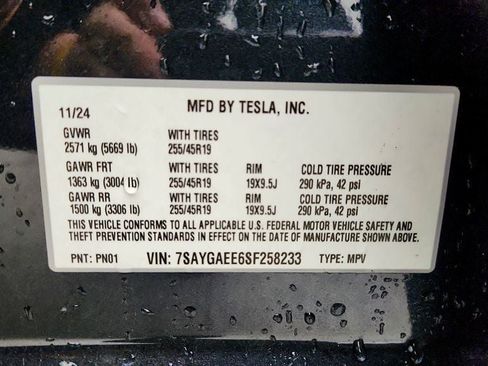 11/24 MFD BY TESLA, INC.
GVWR WITH TIRES
2571 kg (5669 lb) 255/45R19
GAWR FRT WITH TIRES RIM COLD TIRE PRESSURE
1363 kg (3004 lb) 255/45R19 19X9.5J 290 kPa, 42 psi
GAWR RR WITH TIRES RIM COLD TIRE PRESSURE
1500 kg (3306 lb) 255/45R19 19X9.5J 290 kPa, 42 psi
THIS VEHICLE CONFORMS TO ALL APPLICABLE U.S. FEDERAL MOTOR VEHICLE SAFETY AND
THEFT PREVENTION STANDARDS IN EFFECT ON THE DATE OF MANUFACTURE SHOWN ABOVE.
PNT: PN01 VIN: 7SAYGAEE6SF258233 TYPE: MPV